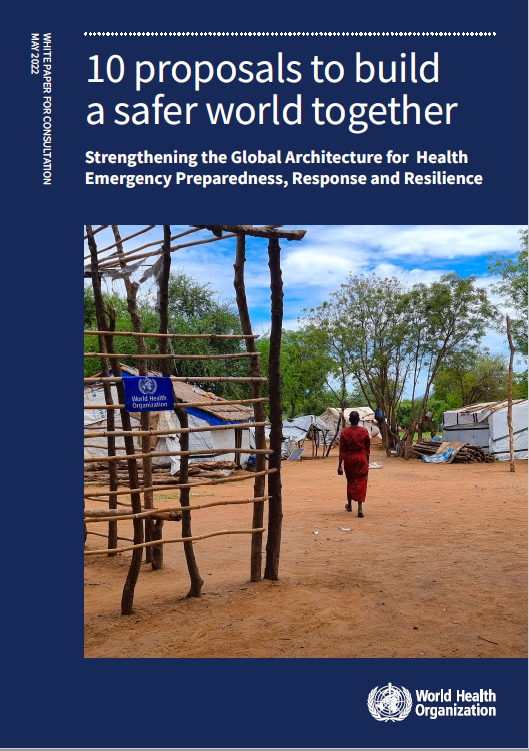 WHITE PAPER FOR CONSULTATION
MAY 2022
10 proposals to build
a safer world together
Strengthening the Global Architecture for Health
Emergency Preparedness, Response and Resilience
World Health
Organization
World Health
Organization